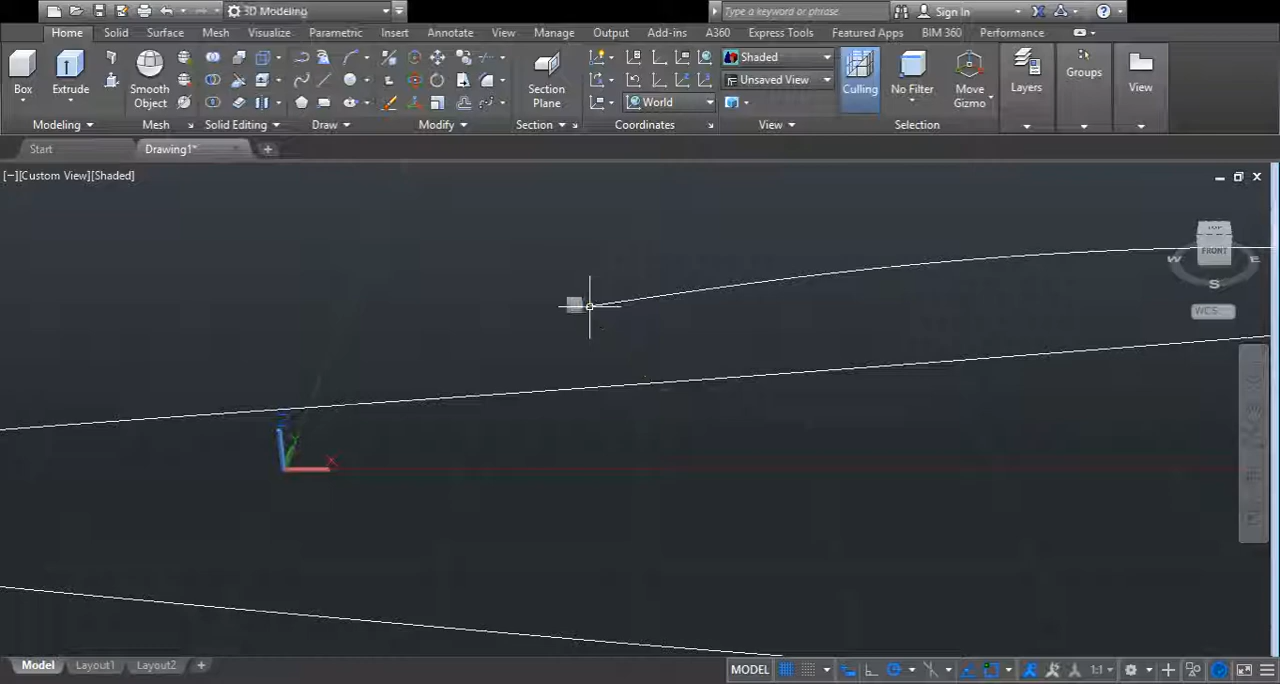 3D Modeling Type a keyword or phrase Sign In
Home Solid Surface Mesh Visualize Parametric Insert Annotate View Manage Output Add-ins A360 Express Tools Featured Apps BIM 360 Performance
Box Extrude Smooth Object Section Plane Shaded Unsaved View World Culling No Filter Move Gizmo Layers Groups View
Modeling Mesh Solid Editing Draw Modify Section Coordinates View Selection
Start Drawing1* +
[−][Custom View][Shaded]
TOP
FRONT
W E
S
WCS
Y
X
Model Layout1 Layout2 + MODEL 1:1